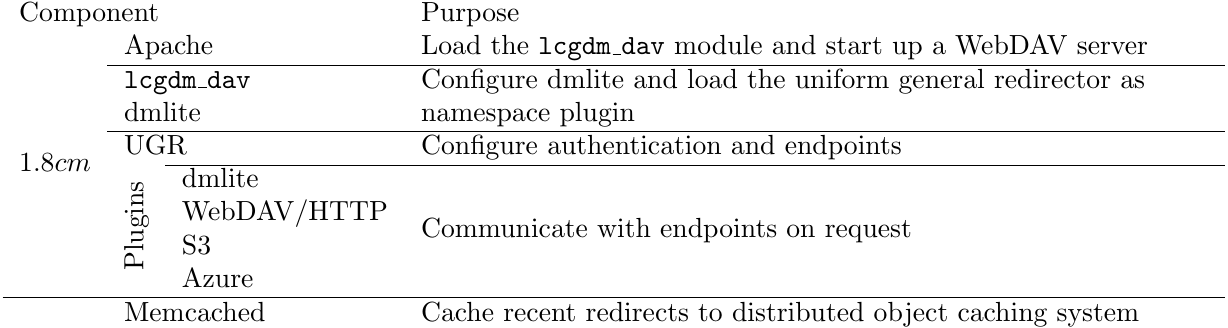 Component Purpose
Apache Load the lcgdm_dav module and start up a WebDAV server
lcgdm_dav Configure dmlite and load the uniform general redirector as
dmlite namespace plugin
UGR Configure authentication and endpoints
1.8cm
Plugins
dmlite
WebDAV/HTTP
Communicate with endpoints on request
S3
Azure
Memcached Cache recent redirects to distributed object caching system